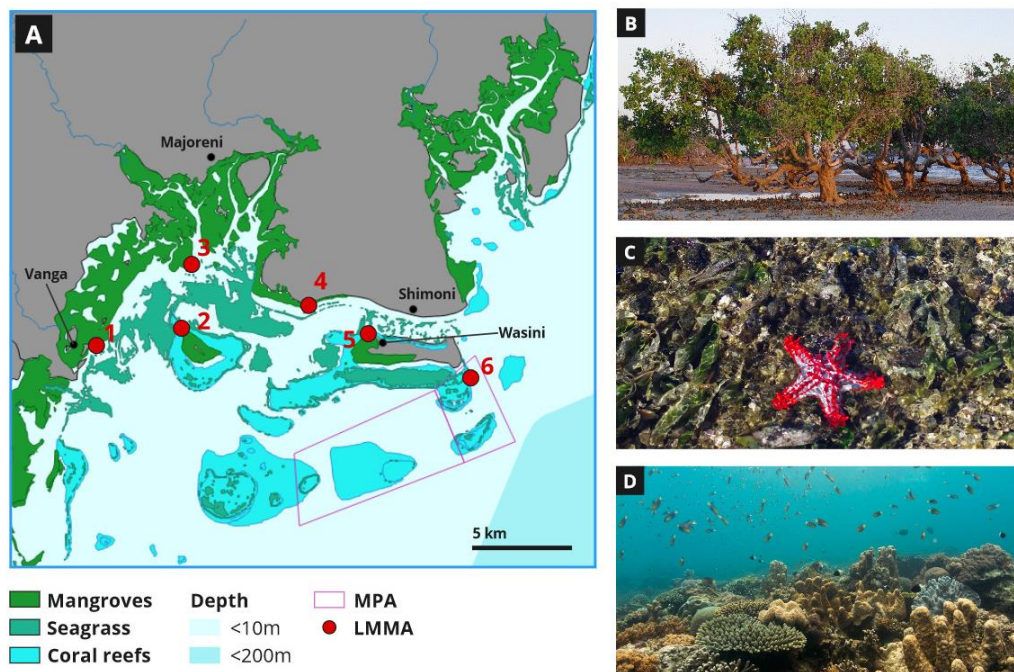 A
Majoreni
3
Vanga
4
Shimoni
1
2
5
Wasini
6
5 km
Mangroves
Seagrass
Coral reefs
Depth
<10m
<200m
MPA
LMMA
B
C
D